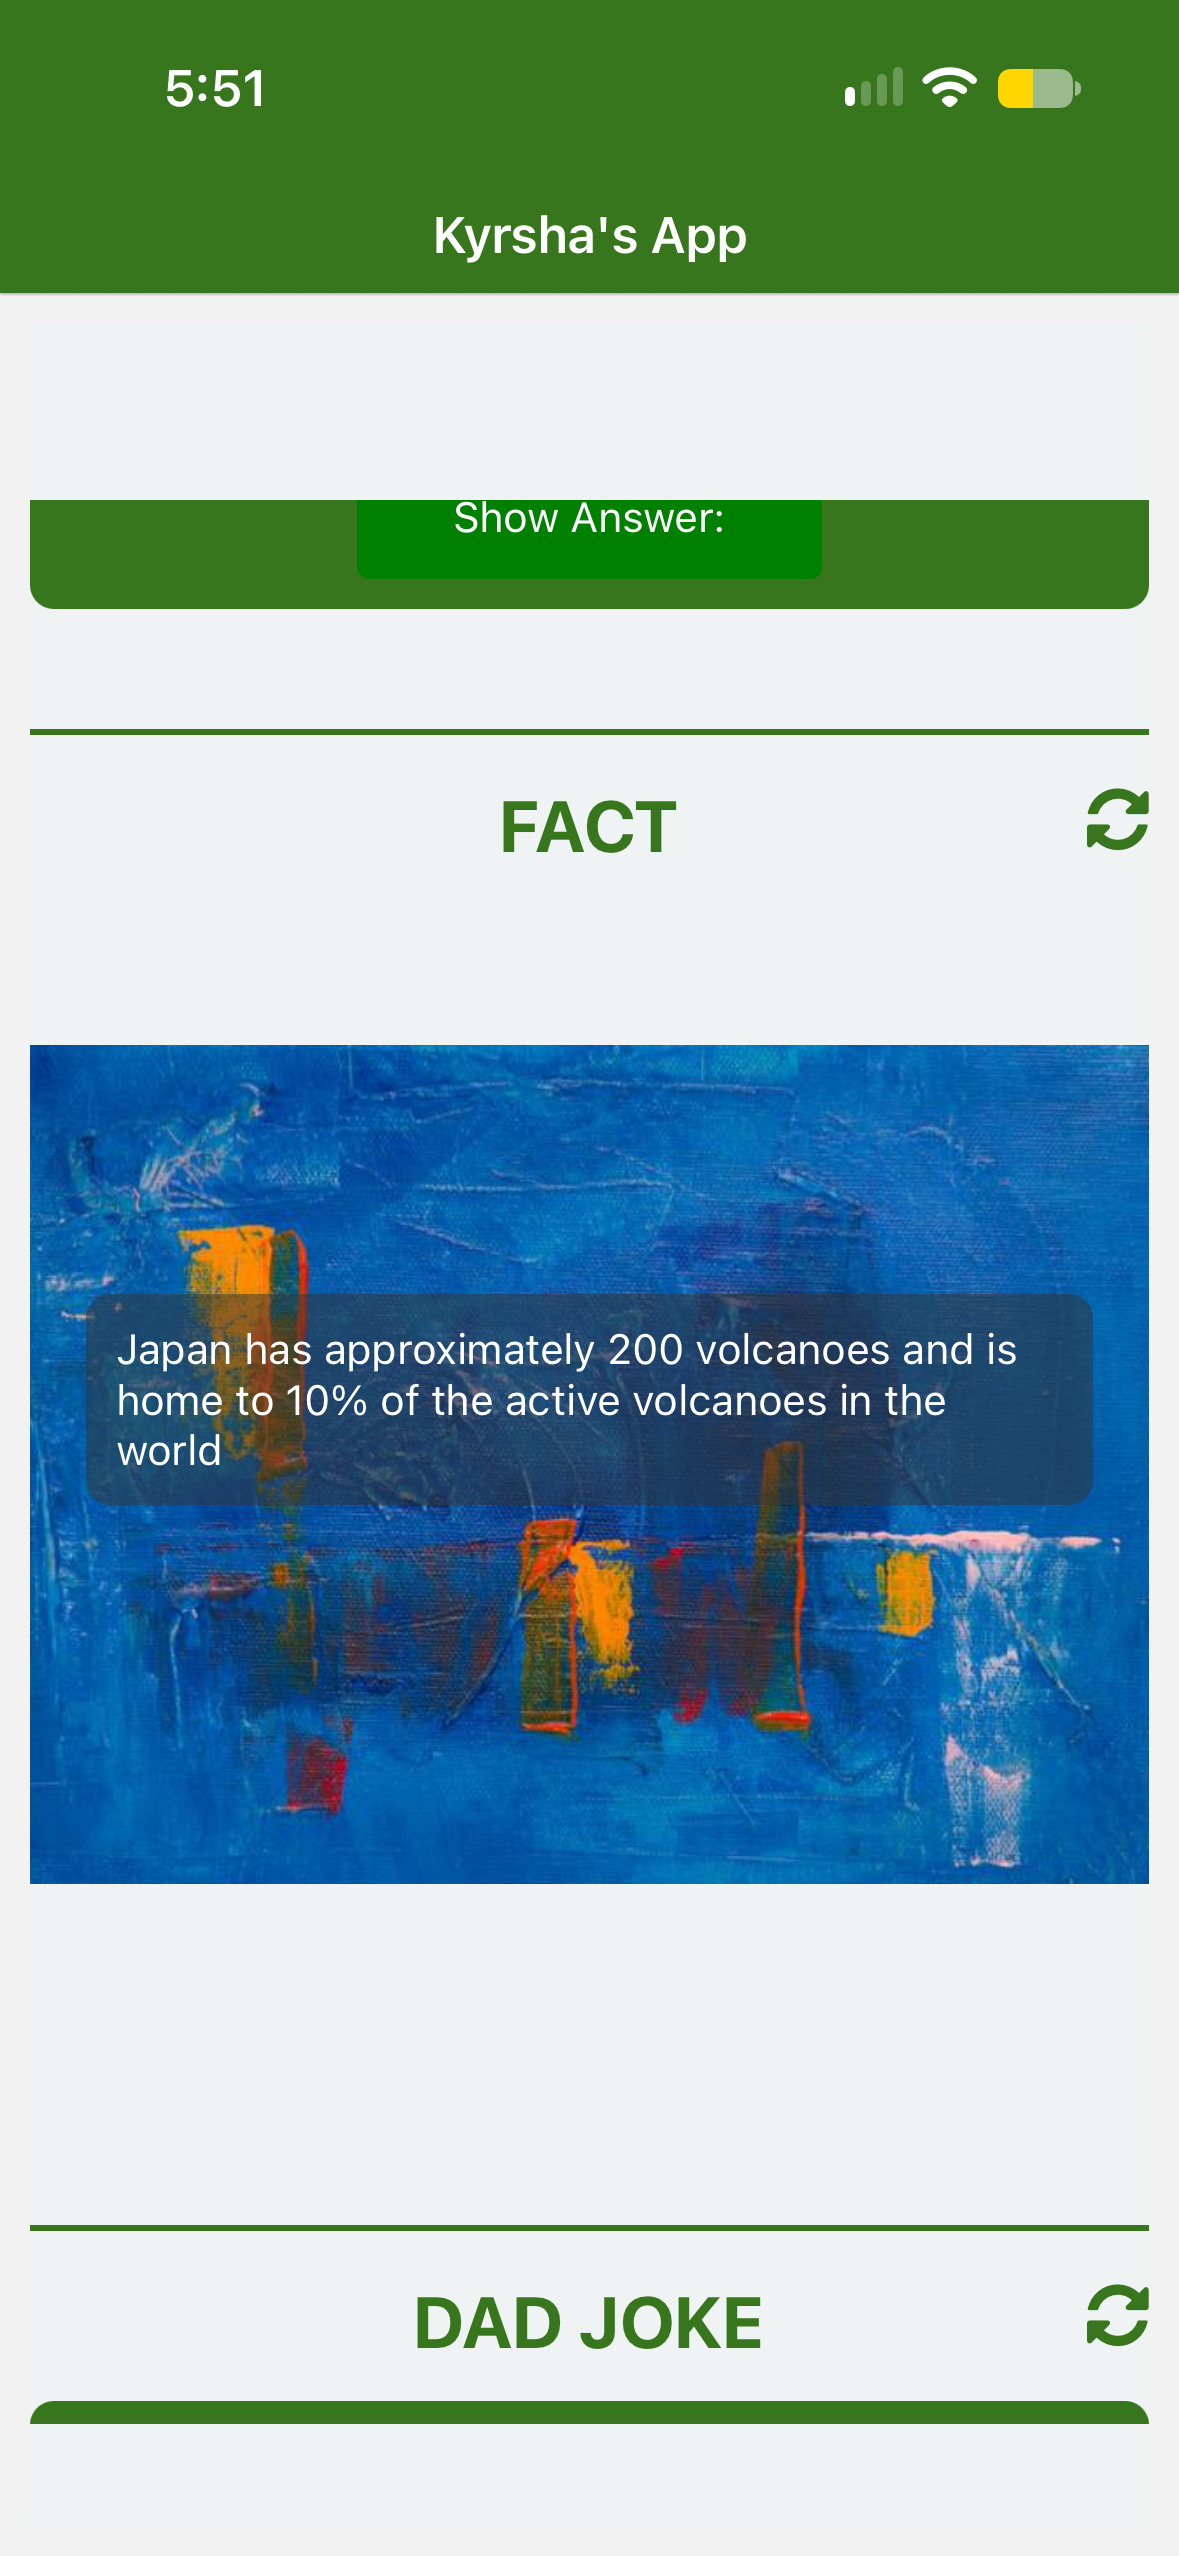 5:51
Kyrsha's App
Show Answer:
FACT
Japan has approximately 200 volcanoes and is
home to 10% of the active volcanoes in the
world
DAD JOKE